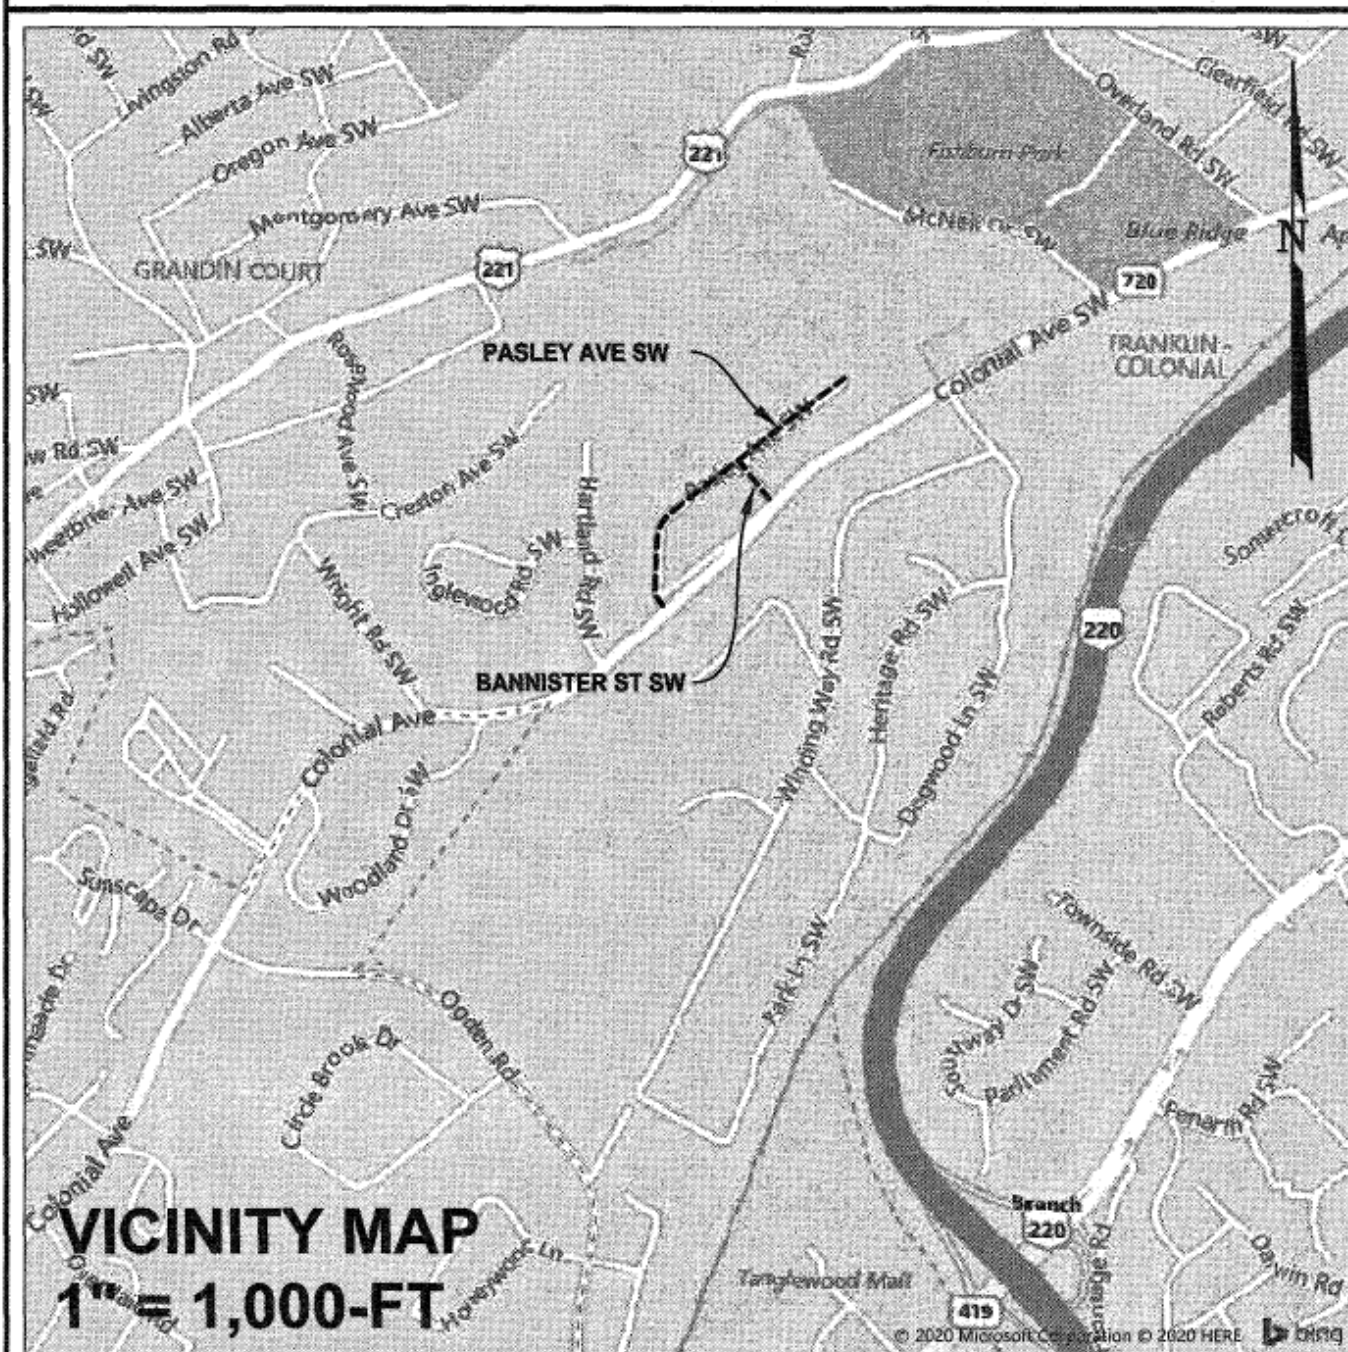 Alberta Ave SW
Oregon Ave SW
Montgomery Ave SW
SW
GRANDIN COURT
221
221
Fishburn Park
Overland Rd SW
Clearfield Rd SW
McNeil Dr SW
Blue Ridge
N
720
Colonial Ave SW
FRANKLIN-
COLONIAL
PASLEY AVE SW
Rosewood Ave SW
Creston Ave SW
Hartland Rd SW
Inglewood Rd SW
Wright Rd SW
Hollowell Ave SW
BANNISTER ST SW
Colonial Ave
Woodland Dr SW
Winding Way Rd SW
Heritage Rd SW
Dogwood Ln SW
220
Roberts Rd SW
Sunscape Dr
Ogden Rd
Circle Brook Dr
Park Ln SW
Townside Rd SW
Southway Dr SW
Parliament Rd SW
Penarth Rd SW
Colonial Ave
Branch
220
Honeywood Ln
Tanglewood Mall
419
Frontage Rd
Darwin Rd
VICINITY MAP
1" = 1,000-FT
© 2020 Microsoft Corporation © 2020 HERE
bing